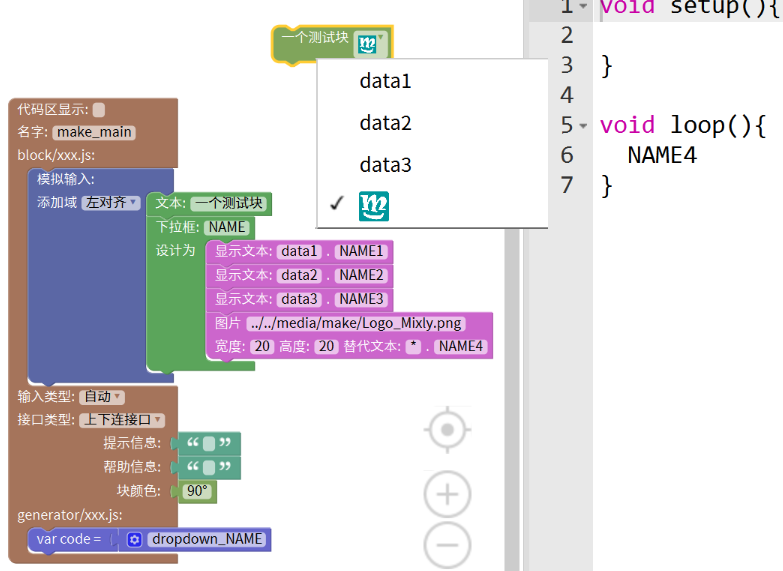 一个测试块
data1
data2
data3
代码区显示:
名字: make_main
block/xxx.js:
模拟输入:
添加域 左对齐
文本: 一个测试块
下拉框: NAME
设计为
显示文本: data1 . NAME1
显示文本: data2 . NAME2
显示文本: data3 . NAME3
图片 ../../media/make/Logo_Mixly.png
宽度: 20 高度: 20 替代文本: * . NAME4
输入类型: 自动
接口类型: 上下连接口
提示信息: “ ”
帮助信息: “ ”
块颜色: 90°
generator/xxx.js:
var code = dropdown_NAME
1 void setup(){
2
3 }
4
5 void loop(){
6 NAME4
7 }